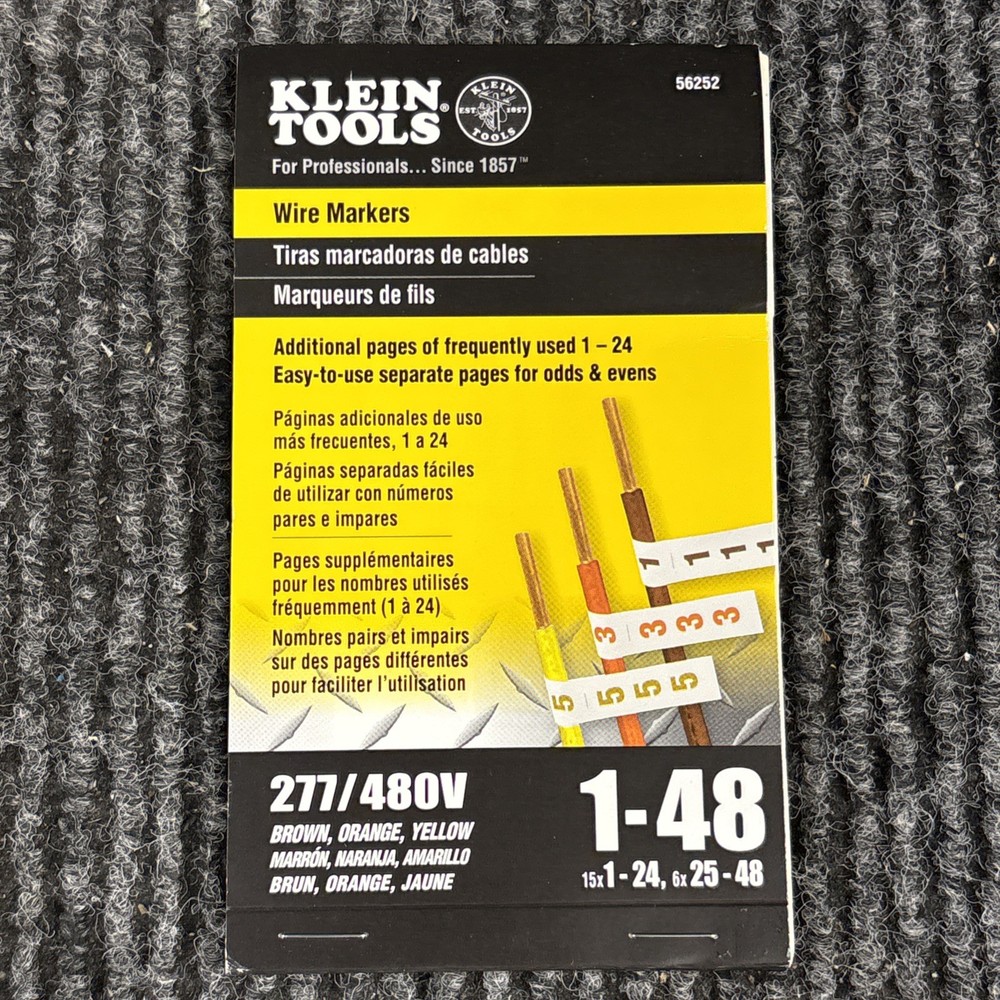 KLEIN
TOOLS®
KLEIN
EST. 1857
TOOLS
56252
For Professionals... Since 1857™
Wire Markers
Tiras marcadoras de cables
Marqueurs de fils
Additional pages of frequently used 1 – 24
Easy-to-use separate pages for odds & evens
Páginas adicionales de uso
más frecuentes, 1 a 24
Páginas separadas fáciles
de utilizar con números
pares e impares
Pages supplémentaires
pour les nombres utilisés
fréquemment (1 à 24)
Nombres pairs et impairs
sur des pages différentes
pour faciliter l'utilisation
1 1 1 1
3 3 3 3
5 5 5 5
277/480V
BROWN, ORANGE, YELLOW
MARRÓN, NARANJA, AMARILLO
BRUN, ORANGE, JAUNE
1-48
15x1-24, 6x25-48